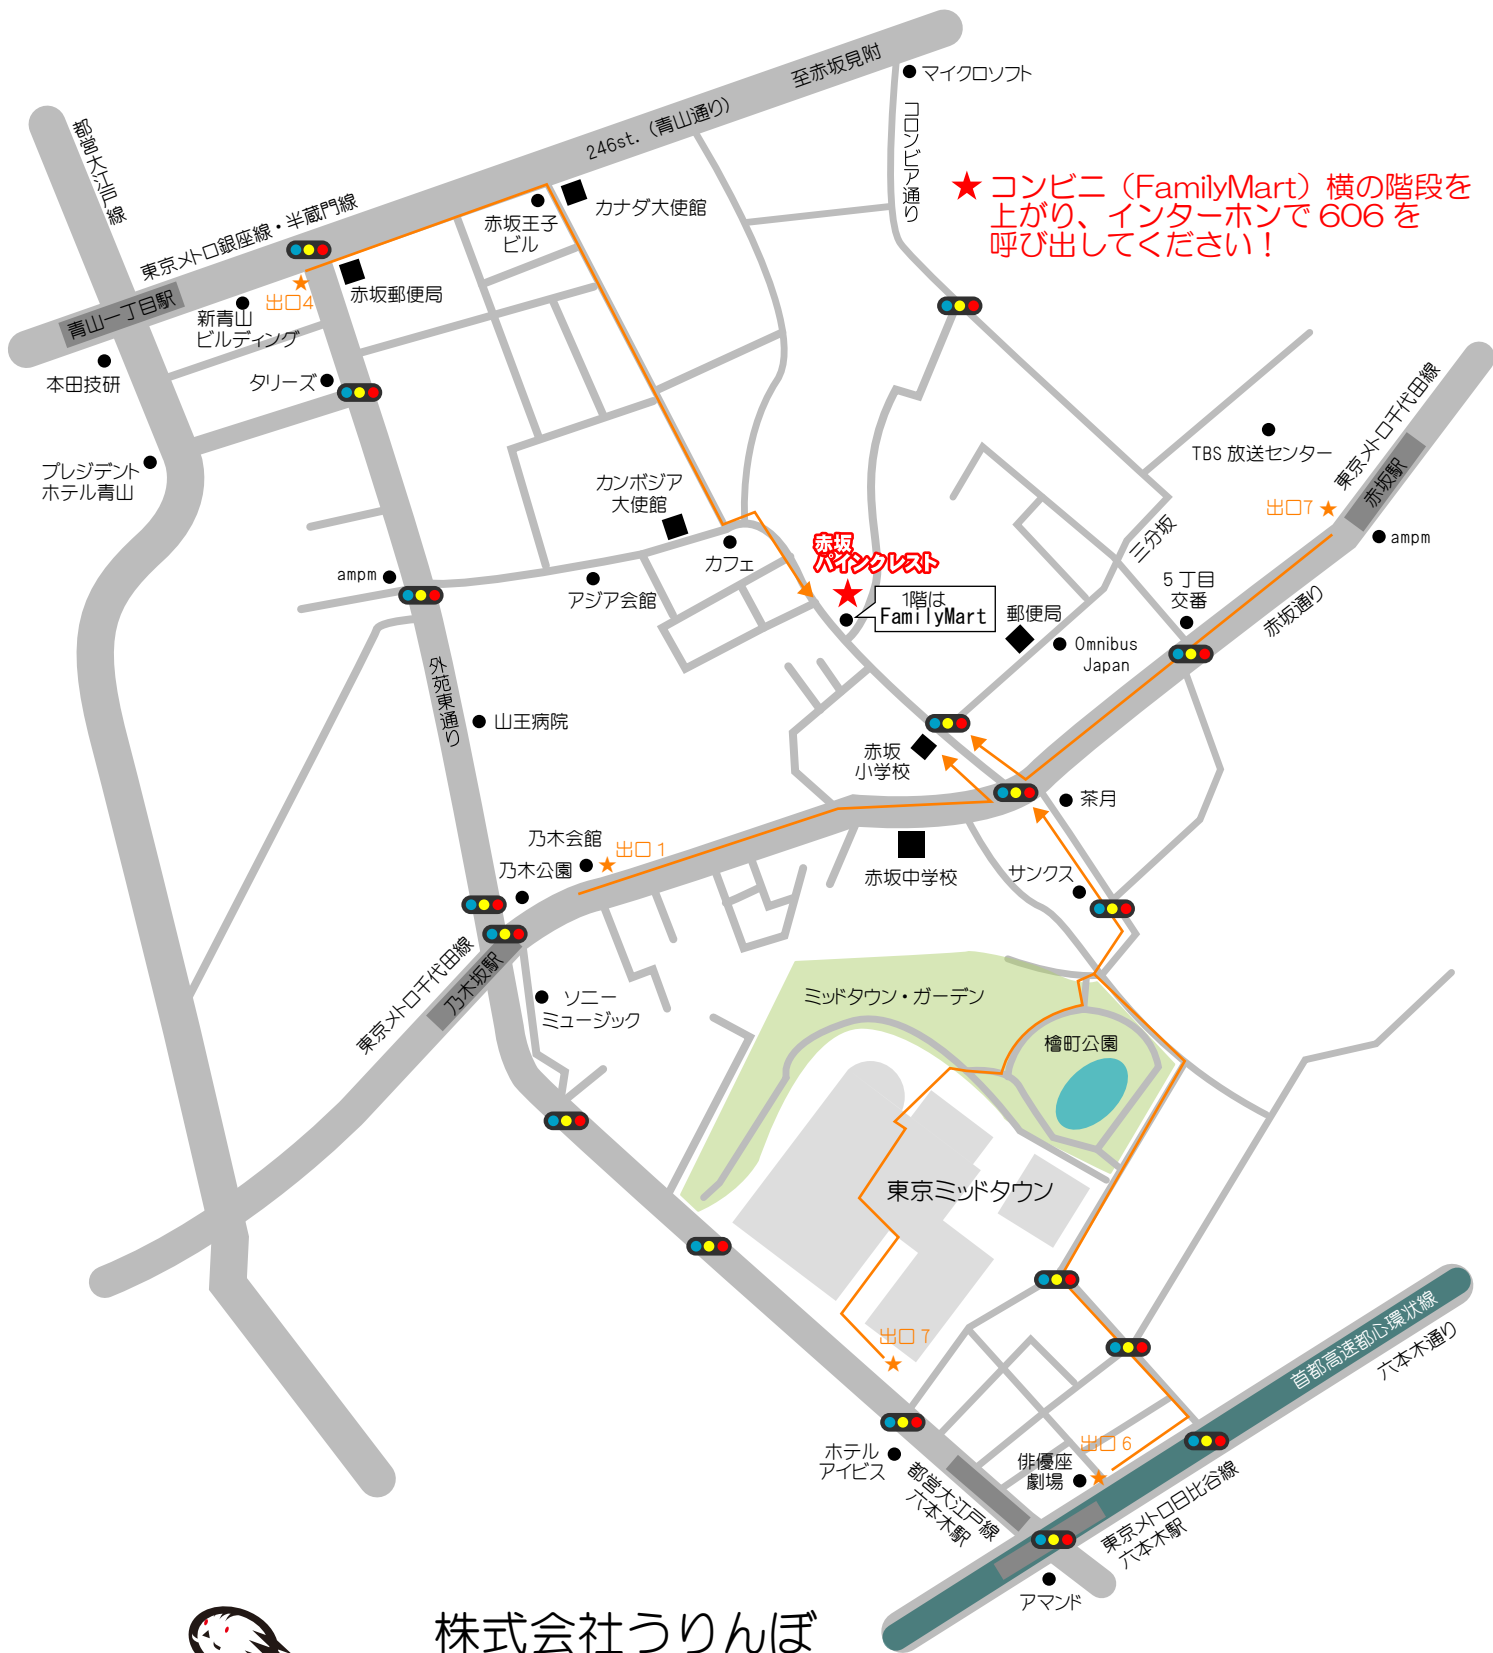 至赤坂見附
マイクロソフト
246st.（青山通り）
コロンビア通り
都営大江戸線
★ コンビニ（FamilyMart）横の階段を
上がり、インターホンで 606 を
呼び出してください！
カナダ大使館
赤坂王子
ビル
東京メトロ銀座線・半蔵門線
出口4
赤坂郵便局
青山一丁目駅
新青山
ビルディング
本田技研
タリーズ
プレジデント
ホテル青山
TBS 放送センター
東京メトロ千代田線
赤坂駅
出口7
ampm
カンボジア
大使館
三分坂
カフェ
赤坂
パインクレスト
ampm
アジア会館
1階は
FamilyMart
郵便局
5 丁目
交番
赤坂通り
Omnibus
Japan
外苑東通り
山王病院
赤坂
小学校
茶月
乃木会館
出口 1
乃木公園
赤坂中学校
サンクス
東京メトロ千代田線
乃木坂駅
ソニー
ミュージック
ミッドタウン・ガーデン
檜町公園
東京ミッドタウン
出口 7
首都高速都心環状線
六本木通り
出口 6
ホテル
アイビス
俳優座
劇場
都営大江戸線
六本木駅
東京メトロ日比谷線
六本木駅
アマンド
株式会社うりんぼ